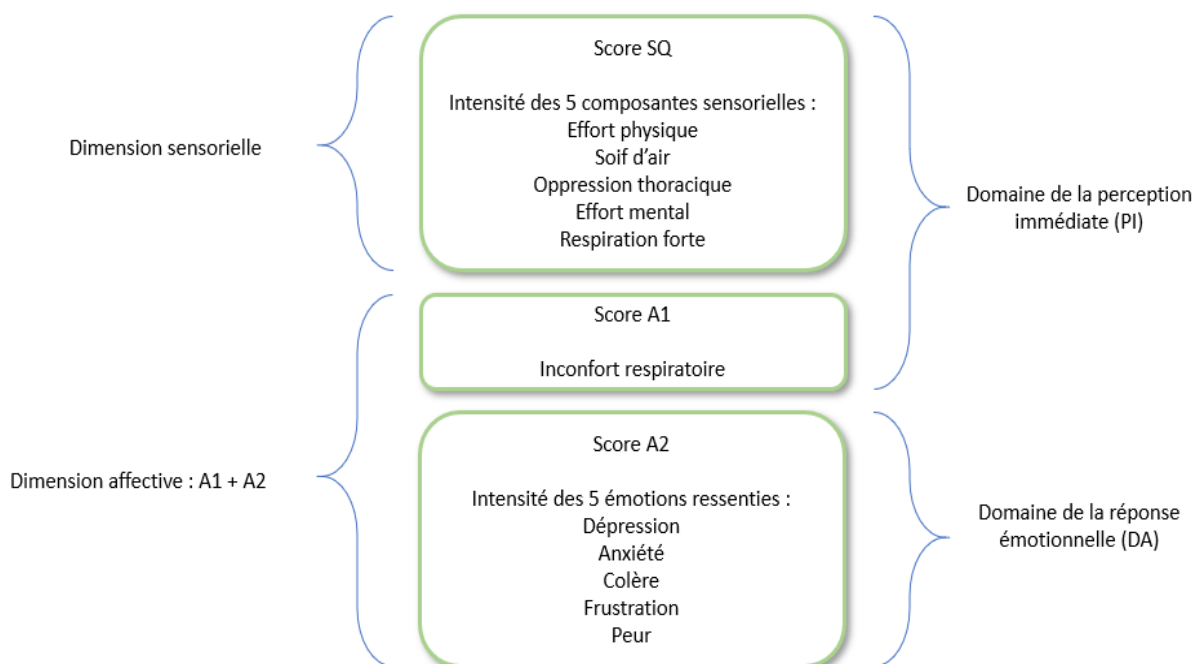 Score SQ
Intensité des 5 composantes sensorielles :
Effort physique
Soif d’air
Oppression thoracique
Effort mental
Respiration forte
Dimension sensorielle
Domaine de la perception
immédiate (PI)
Score A1
Inconfort respiratoire
Score A2
Intensité des 5 émotions ressenties :
Dépression
Anxiété
Colère
Frustration
Peur
Dimension affective : A1 + A2
Domaine de la réponse
émotionnelle (DA)